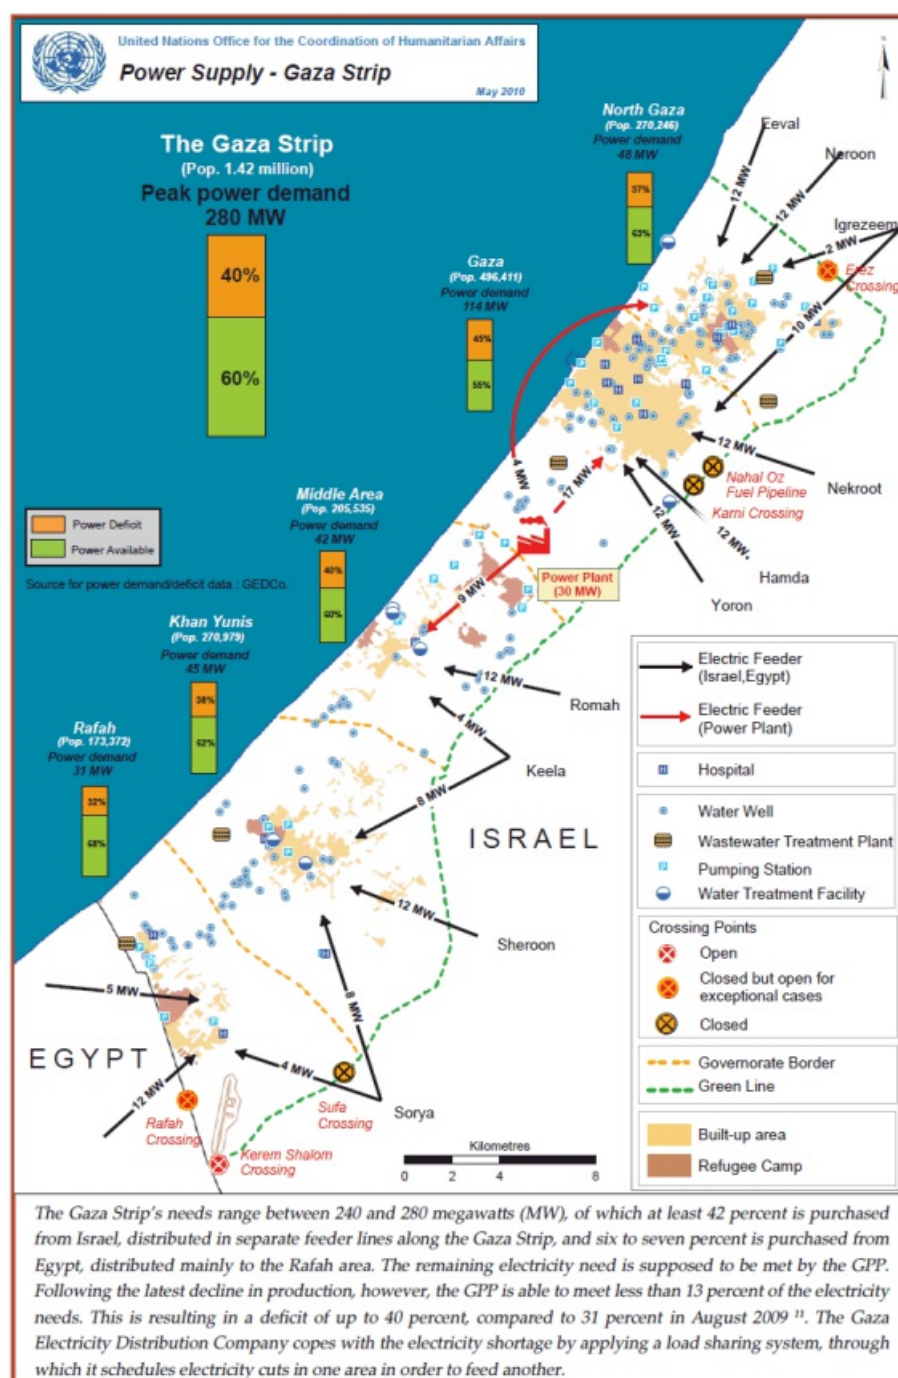 United Nations Office for the Coordination of Humanitarian Affairs
Power Supply - Gaza Strip
May 2010
The Gaza Strip
(Pop. 1.42 million)
Peak power demand
280 MW
40%
60%
North Gaza
(Pop. 270,246)
Power demand
48 MW
37%
63%
Gaza
(Pop. 496,411)
Power demand
114 MW
45%
55%
Middle Area
(Pop. 205,535)
Power demand
42 MW
40%
60%
Khan Yunis
(Pop. 270,979)
Power demand
45 MW
38%
62%
Rafah
(Pop. 173,372)
Power demand
31 MW
32%
68%
Power Deficit
Power Available
Source for power demand/deficit data : GEDCo.
Eeval
Neroon
Igrezeem
12 MW
12 MW
2 MW
10 MW
Erez
Crossing
12 MW
Nekroot
Nahal Oz
Fuel Pipeline
Karni Crossing
12 MW.
Hamda
12 MW
Yoron
4 MW
17 MW
9 MW
Power Plant
(30 MW)
12 MW
Romah
4 MW
Keela
8 MW
ISRAEL
12 MW
Sheroon
8 MW
4 MW
Sorya
5 MW
12 MW
EGYPT
Rafah
Crossing
Sufa
Crossing
Kerem Shalom
Crossing
Kilometres
0 2 4 8
Electric Feeder
(Israel,Egypt)
Electric Feeder
(Power Plant)
H Hospital
Water Well
Wastewater Treatment Plant
P Pumping Station
Water Treatment Facility
Crossing Points
Open
Closed but open for
exceptional cases
Closed
Governorate Border
Green Line
Built-up area
Refugee Camp
The Gaza Strip's needs range between 240 and 280 megawatts (MW), of which at least 42 percent is purchased
from Israel, distributed in separate feeder lines along the Gaza Strip, and six to seven percent is purchased from
Egypt, distributed mainly to the Rafah area. The remaining electricity need is supposed to be met by the GPP.
Following the latest decline in production, however, the GPP is able to meet less than 13 percent of the electricity
needs. This is resulting in a deficit of up to 40 percent, compared to 31 percent in August 2009 ¹¹. The Gaza
Electricity Distribution Company copes with the electricity shortage by applying a load sharing system, through
which it schedules electricity cuts in one area in order to feed another.